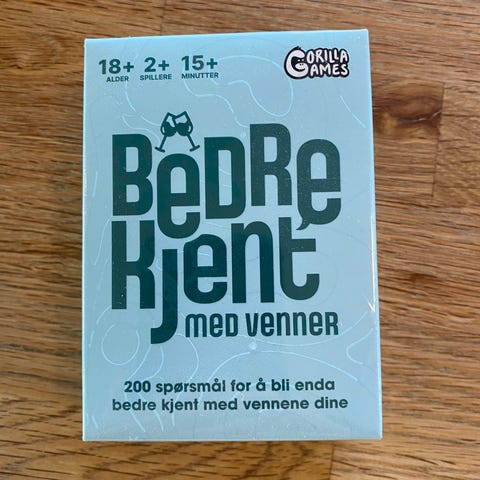 18+ 2+ 15+
ALDER SPILLERE MINUTTER
GORILLA
GAMES
BeDRe
Kjent
MED VENNER
200 spørsmål for å bli enda
bedre kjent med vennene dine